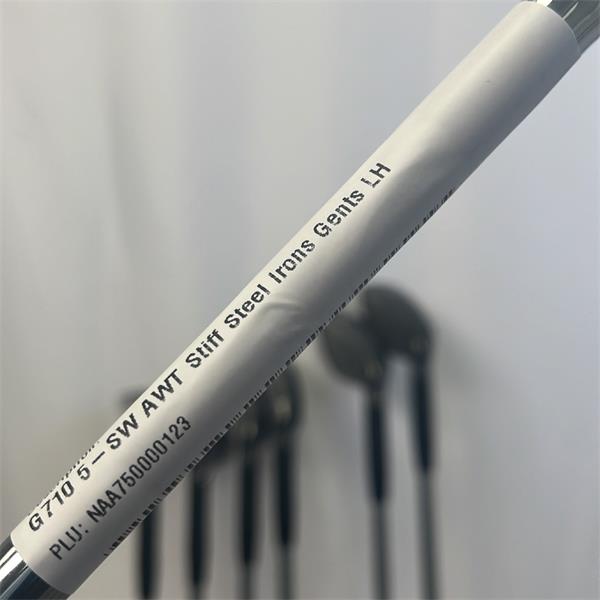 G710 5 – SW AWT Stiff Steel Irons Gents LH
PLU: NAA750000123